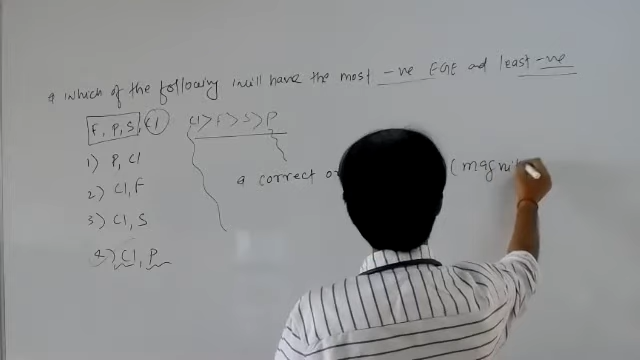 * which of the following will have the most -ve EGE and least -ve
F, P, S, Cl Cl > F > S > P
1) P, Cl
2) Cl, F
3) Cl, S
4) Cl, P
* correct (magnit